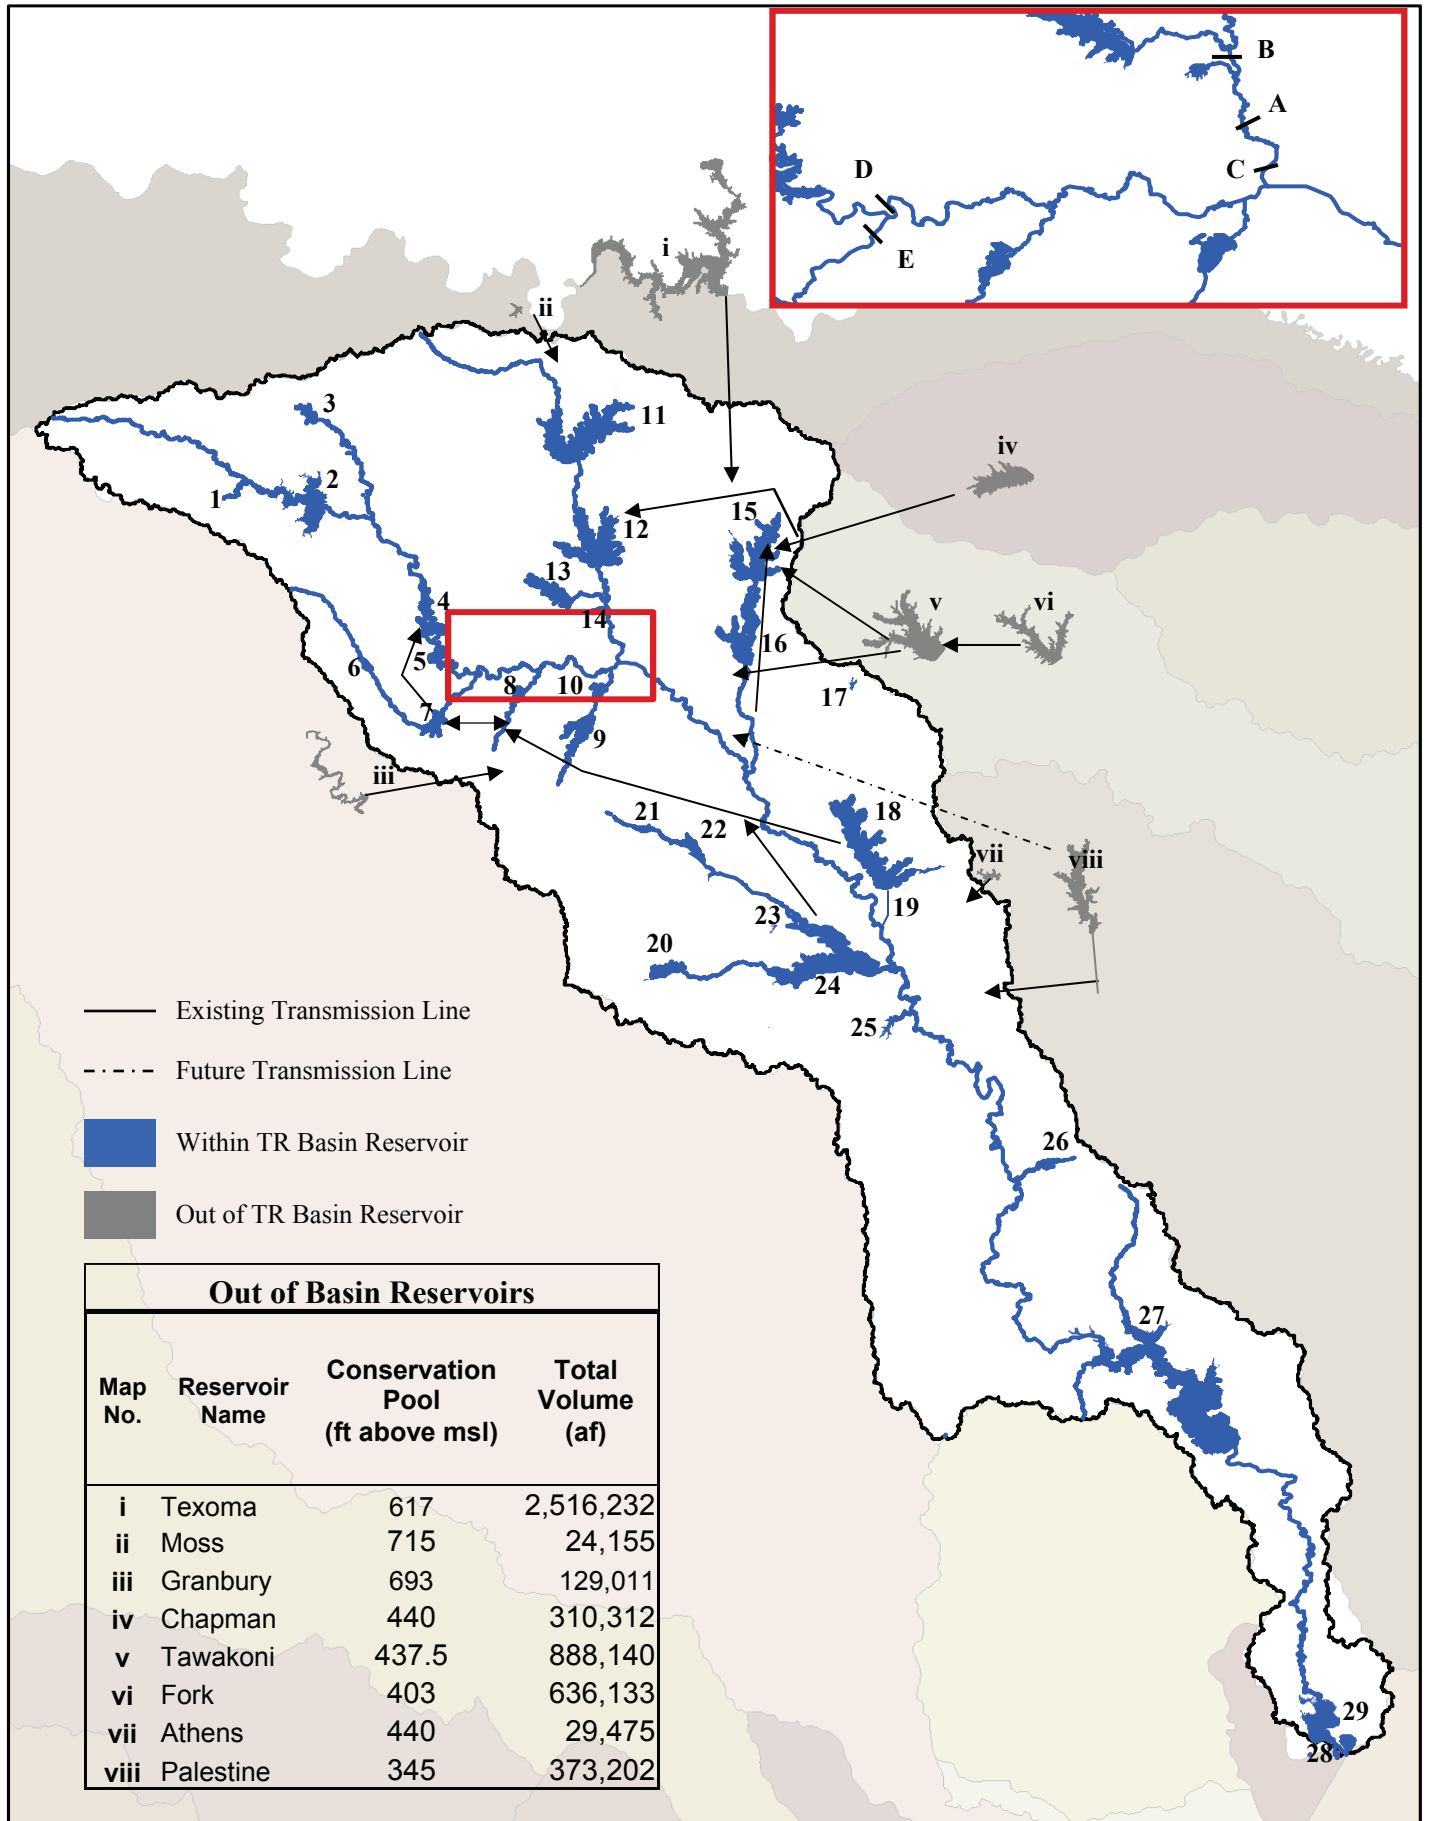 B
A
C
D
E
i
ii
3
11
iv
1
2
15
12
13
v
vi
4
14
16
5
6
8
10
17
7
9
iii
18
21
22
vii
viii
19
23
20
24
25
Existing Transmission Line
Future Transmission Line
Within TR Basin Reservoir
Out of TR Basin Reservoir
26
27
29
28
Out of Basin Reservoirs
Map No. Reservoir Name Conservation Pool (ft above msl) Total Volume (af)
i Texoma 617 2,516,232
ii Moss 715 24,155
iii Granbury 693 129,011
iv Chapman 440 310,312
v Tawakoni 437.5 888,140
vi Fork 403 636,133
vii Athens 440 29,475
viii Palestine 345 373,202